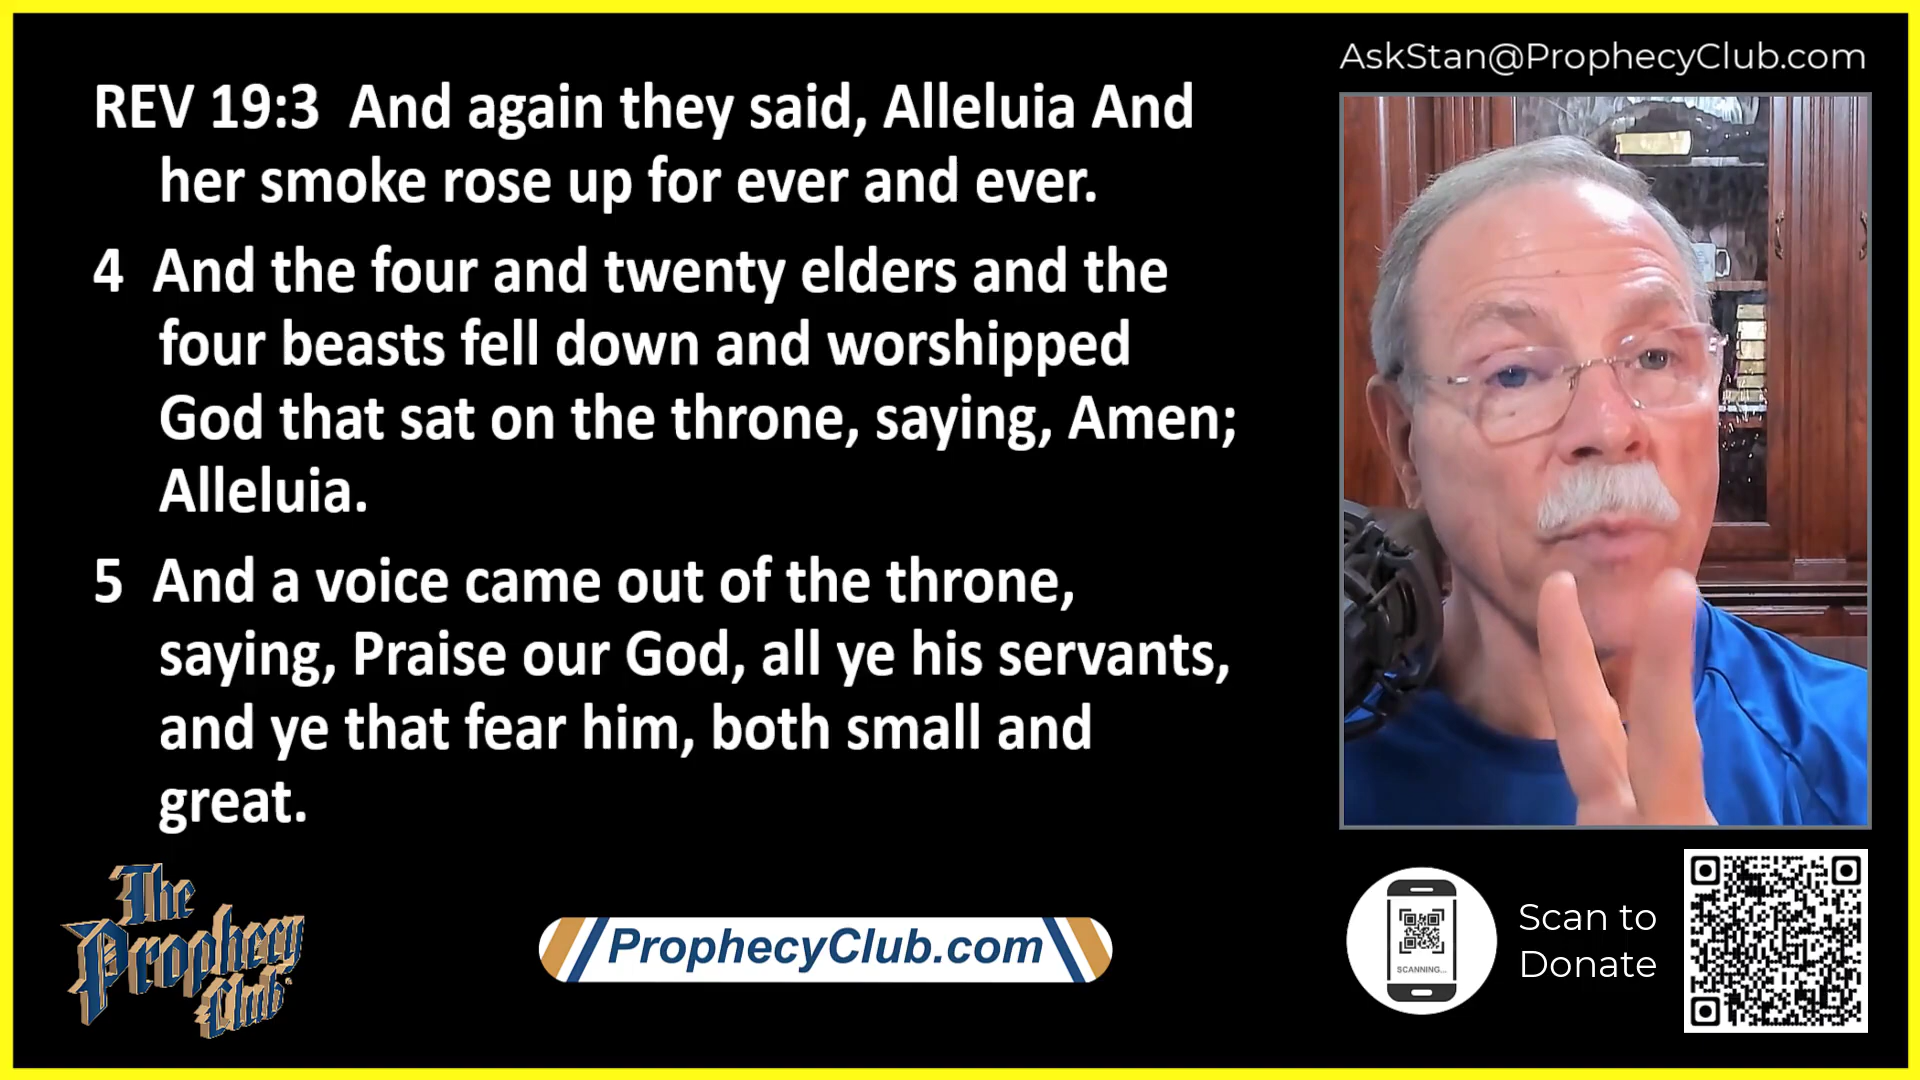 AskStan@ProphecyClub.com
REV 19:3 And again they said, Alleluia And
her smoke rose up for ever and ever.
4 And the four and twenty elders and the
four beasts fell down and worshipped
God that sat on the throne, saying, Amen;
Alleluia.
5 And a voice came out of the throne,
saying, Praise our God, all ye his servants,
and ye that fear him, both small and
great.
The
Prophecy
Club
ProphecyClub.com
SCANNING...
Scan to
Donate